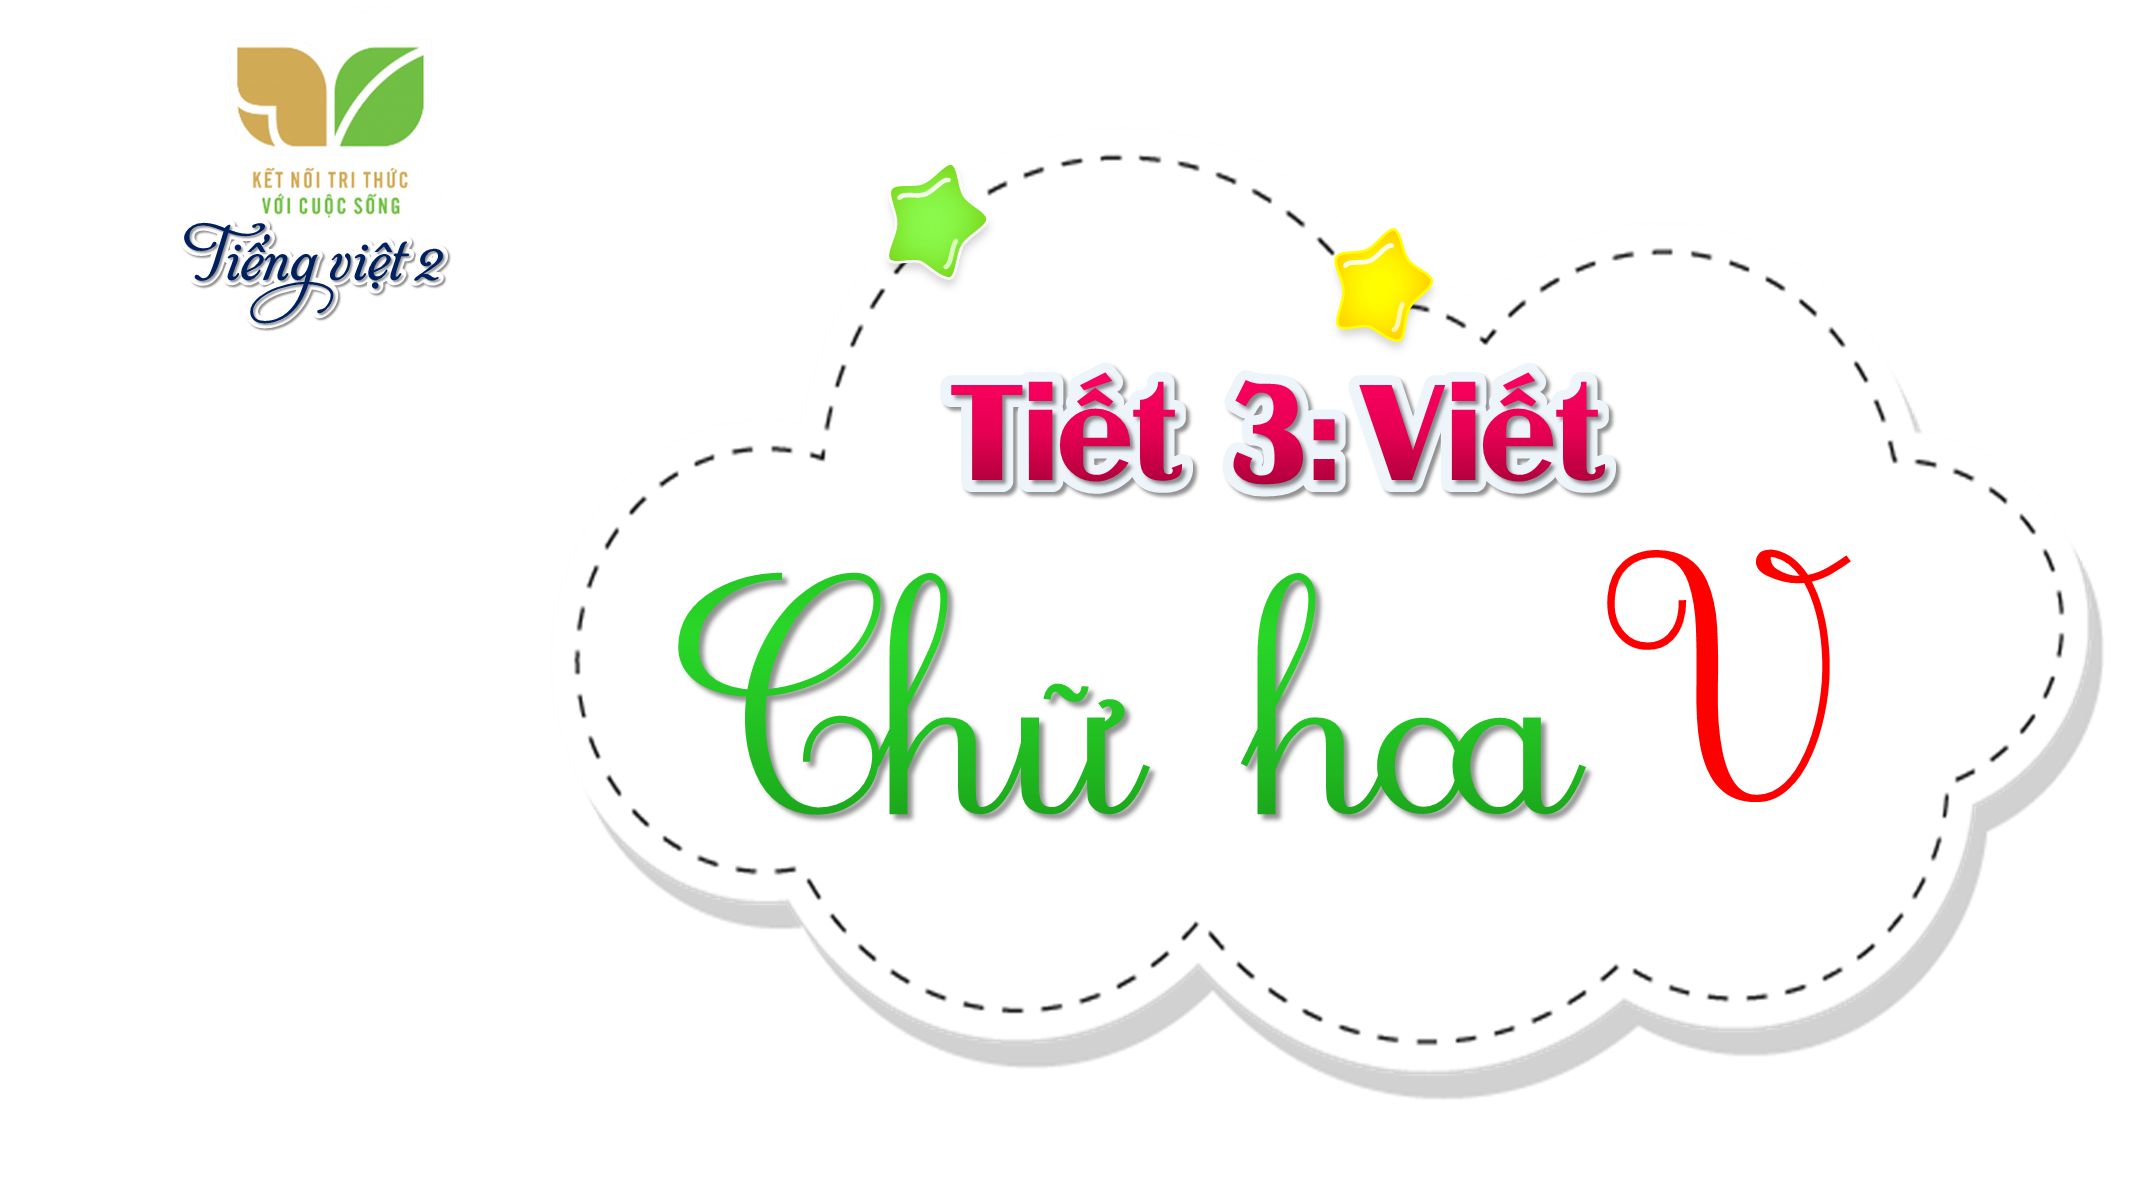 KẾT NỐI TRI THỨC
VỚI CUỘC SỐNG
Tiếng việt 2
Tiết 3: Viết
Chữ hoa V